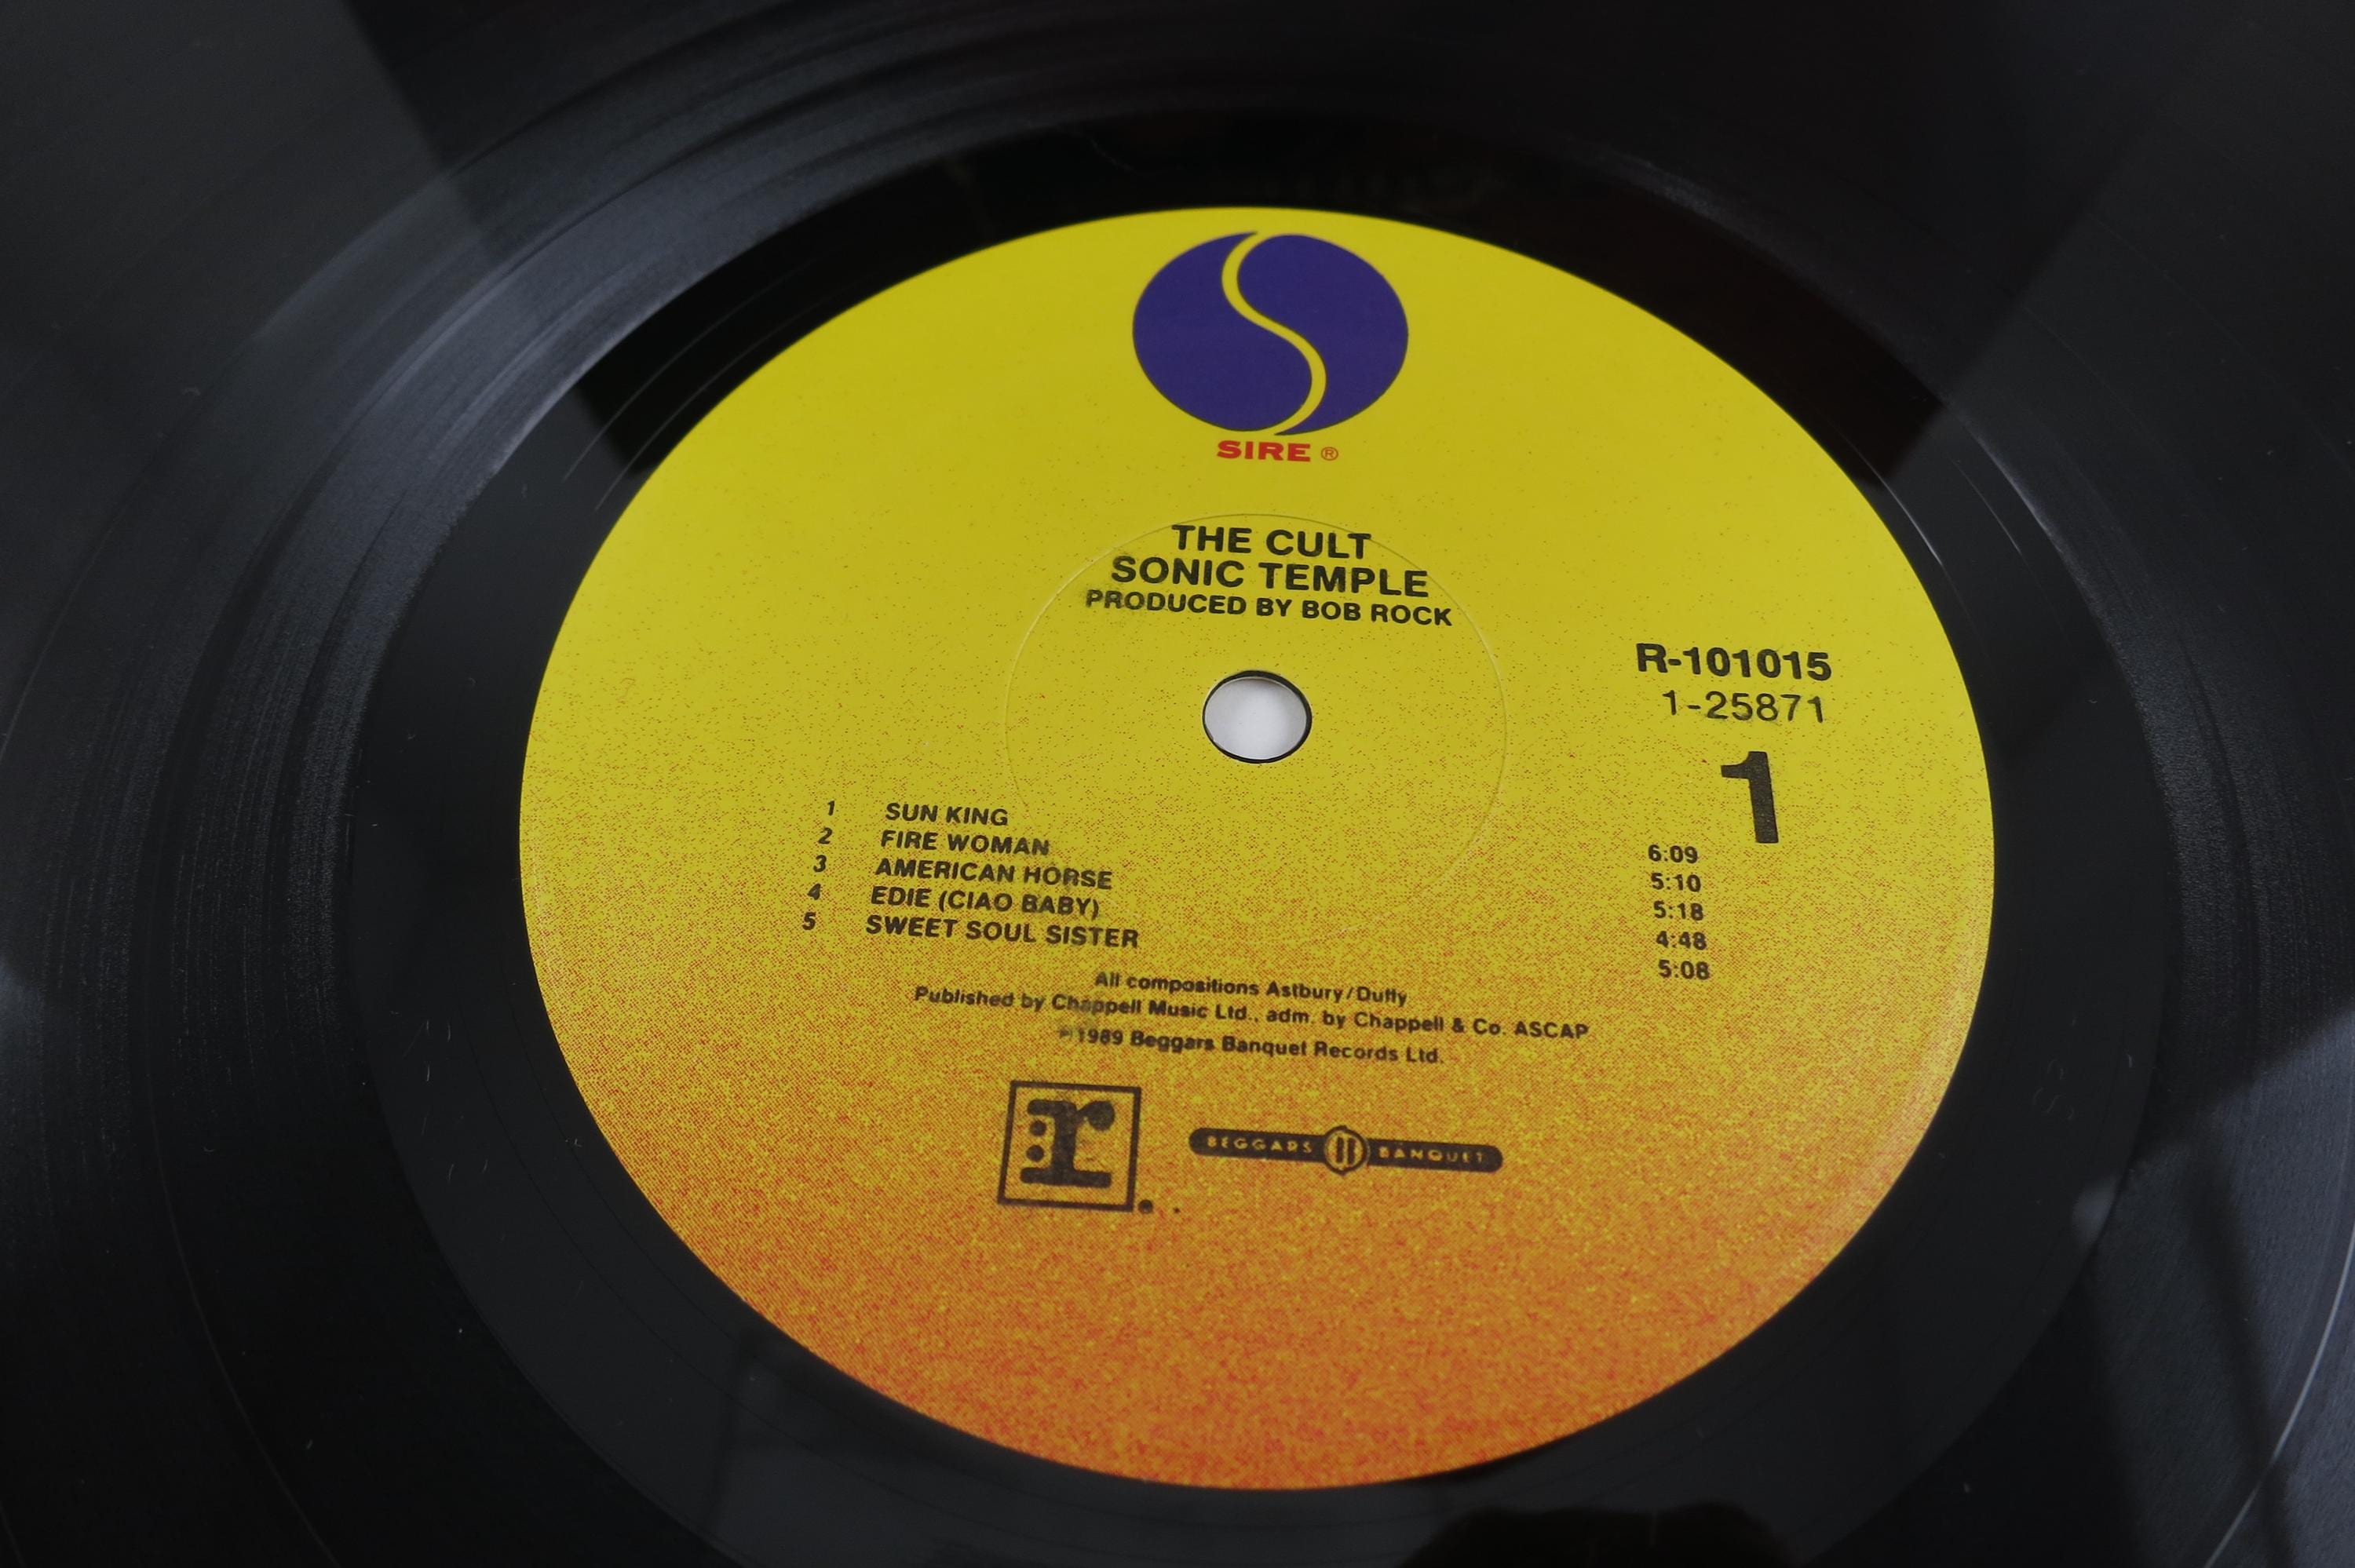 SIRE ®
THE CULT
SONIC TEMPLE
PRODUCED BY BOB ROCK
R-101015
1-25871
1
1 SUN KING 6:09
2 FIRE WOMAN 5:10
3 AMERICAN HORSE 5:18
4 EDIE (CIAO BABY) 4:48
5 SWEET SOUL SISTER 5:08
All compositions Astbury/Duffy
Published by Chappell Music Ltd., adm. by Chappell & Co. ASCAP
℗ 1989 Beggars Banquet Records Ltd.
r
BEGGARS BANQUET